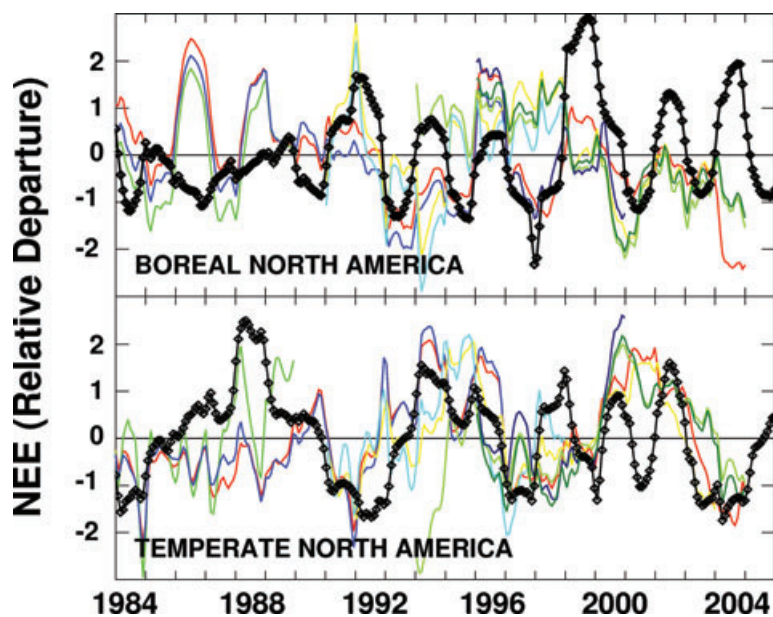 NEE (Relative Departure)
2
1
0
-1
-2
BOREAL NORTH AMERICA
2
1
0
-1
-2
TEMPERATE NORTH AMERICA
1984 1988 1992 1996 2000 2004